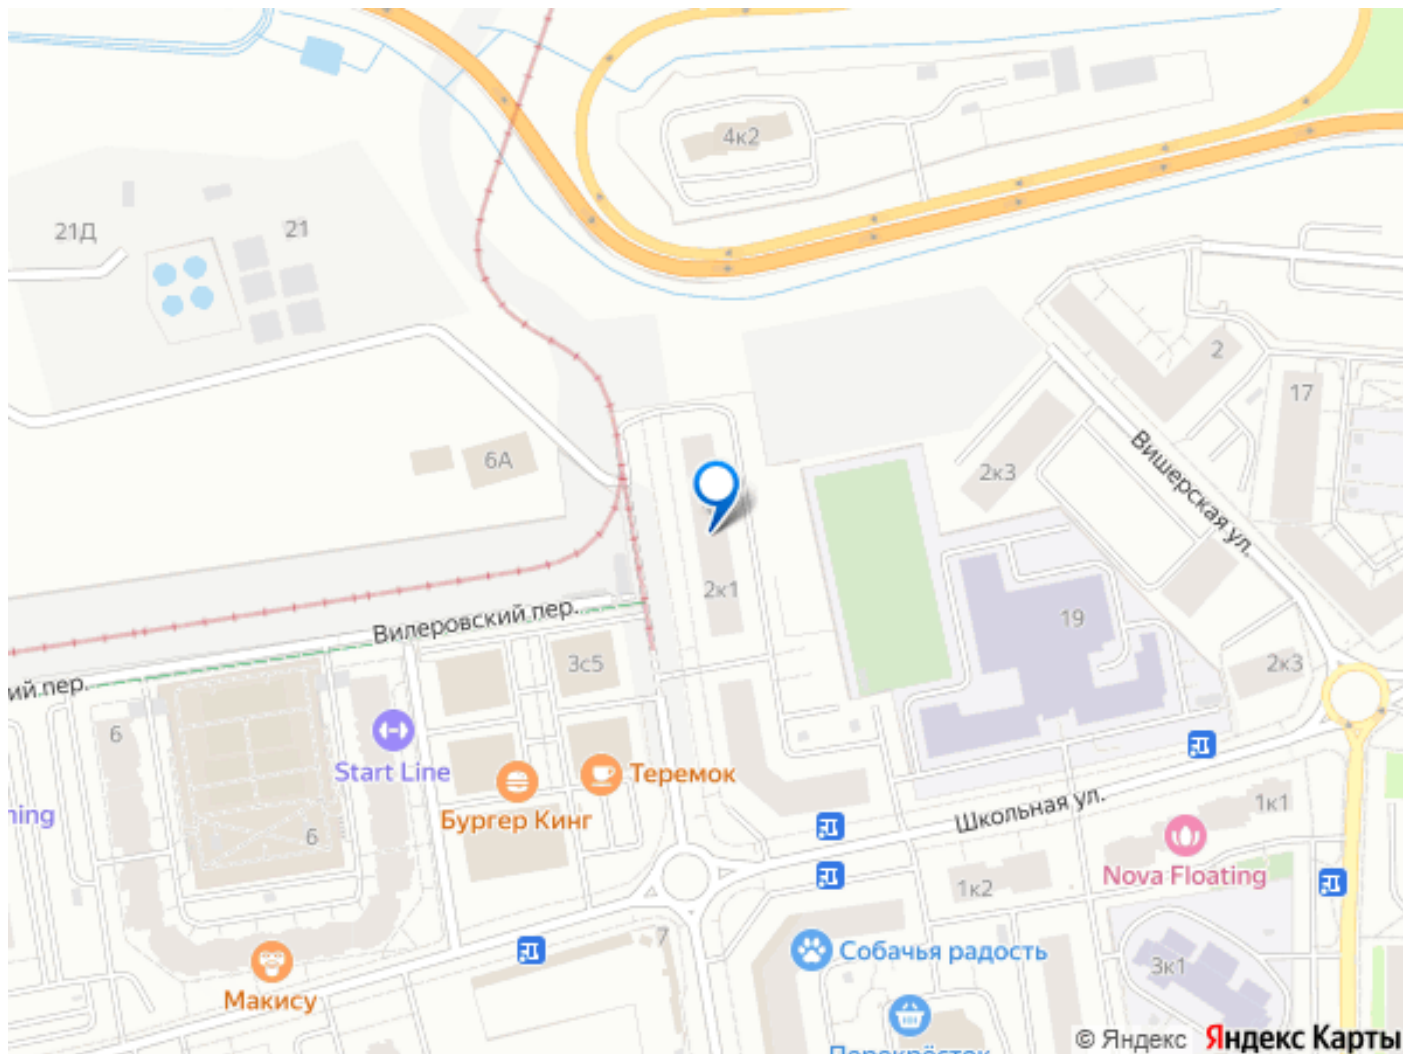 4к2
21Д
21
2
17
6А
2к3
Вишерская ул.
2к1
19
Вилеровский пер.
3с5
2к3
ий пер.
6
Start Line
Теремок
Бургер Кинг
ning
6
Школьная ул.
1к1
Nova Floating
1к2
7
Собачья радость
3к1
Макису
Перекрёсток
© Яндекс Яндекс Карты